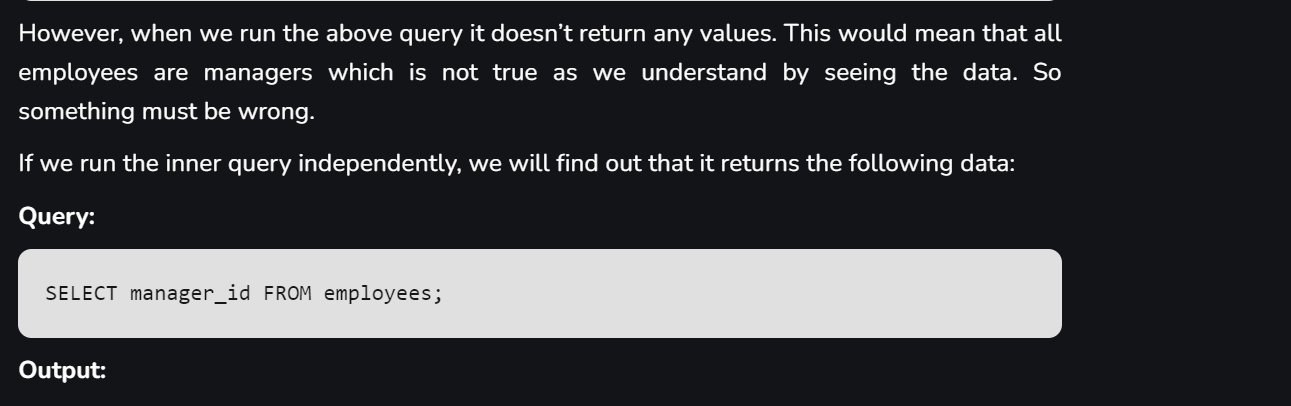 However, when we run the above query it doesn’t return any values. This would mean that all
employees are managers which is not true as we understand by seeing the data. So
something must be wrong.
If we run the inner query independently, we will find out that it returns the following data:
Query:
SELECT manager_id FROM employees;
Output: